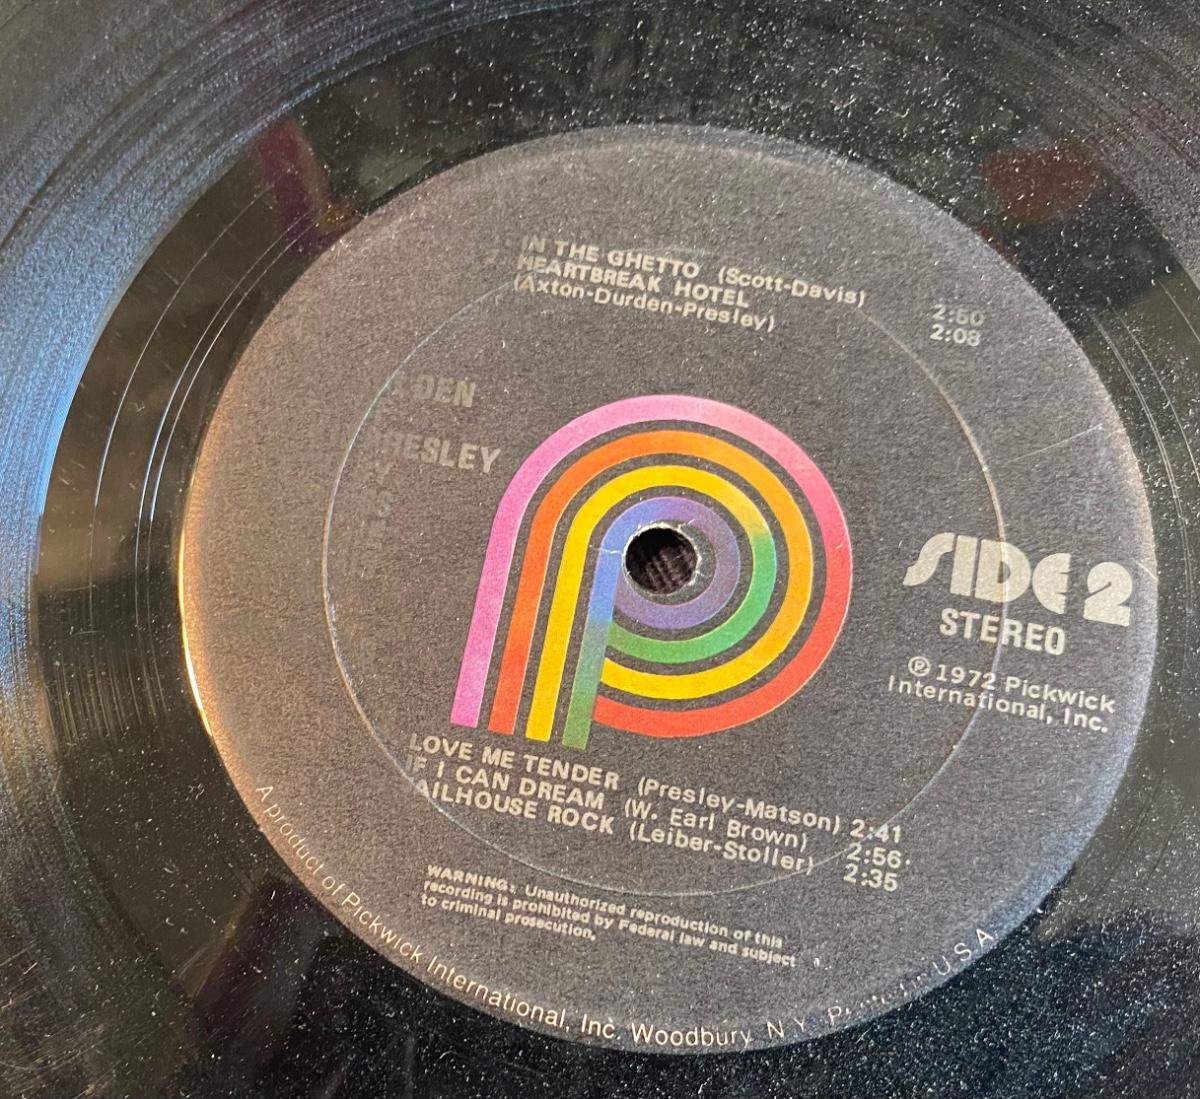 IN THE GHETTO (Scott-Davis) 2:50
HEARTBREAK HOTEL 2:08
(Axton-Durden-Presley)
SIDE 2
STEREO
℗ 1972 Pickwick
International, Inc.
LOVE ME TENDER (Presley-Matson) 2:41
IF I CAN DREAM (W. Earl Brown) 2:56
AILHOUSE ROCK (Leiber-Stoller) 2:35
WARNING: Unauthorized reproduction of this
recording is prohibited by Federal law and subject
to criminal prosecution.
A product of Pickwick International, Inc. Woodbury N.Y. U.S.A.